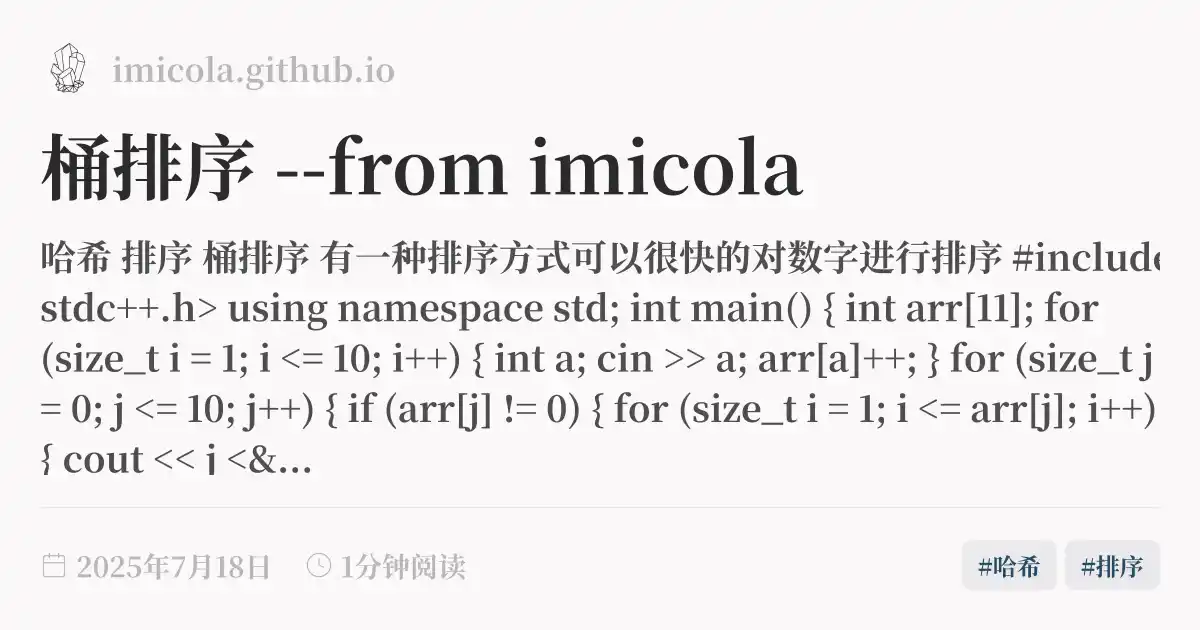 imicola.github.io
桶排序 --from imicola
哈希 排序 桶排序 有一种排序方式可以很快的对数字进行排序 #include
stdc++.h> using namespace std; int main() { int arr[11]; for
(size_t i = 1; i <= 10; i++) { int a; cin >> a; arr[a]++; } for (size_t j
= 0; j <= 10; j++) { if (arr[j] != 0) { for (size_t i = 1; i <= arr[j]; i++)
{ cout << j <&...
2025年7月18日 1分钟阅读 #哈希 #排序